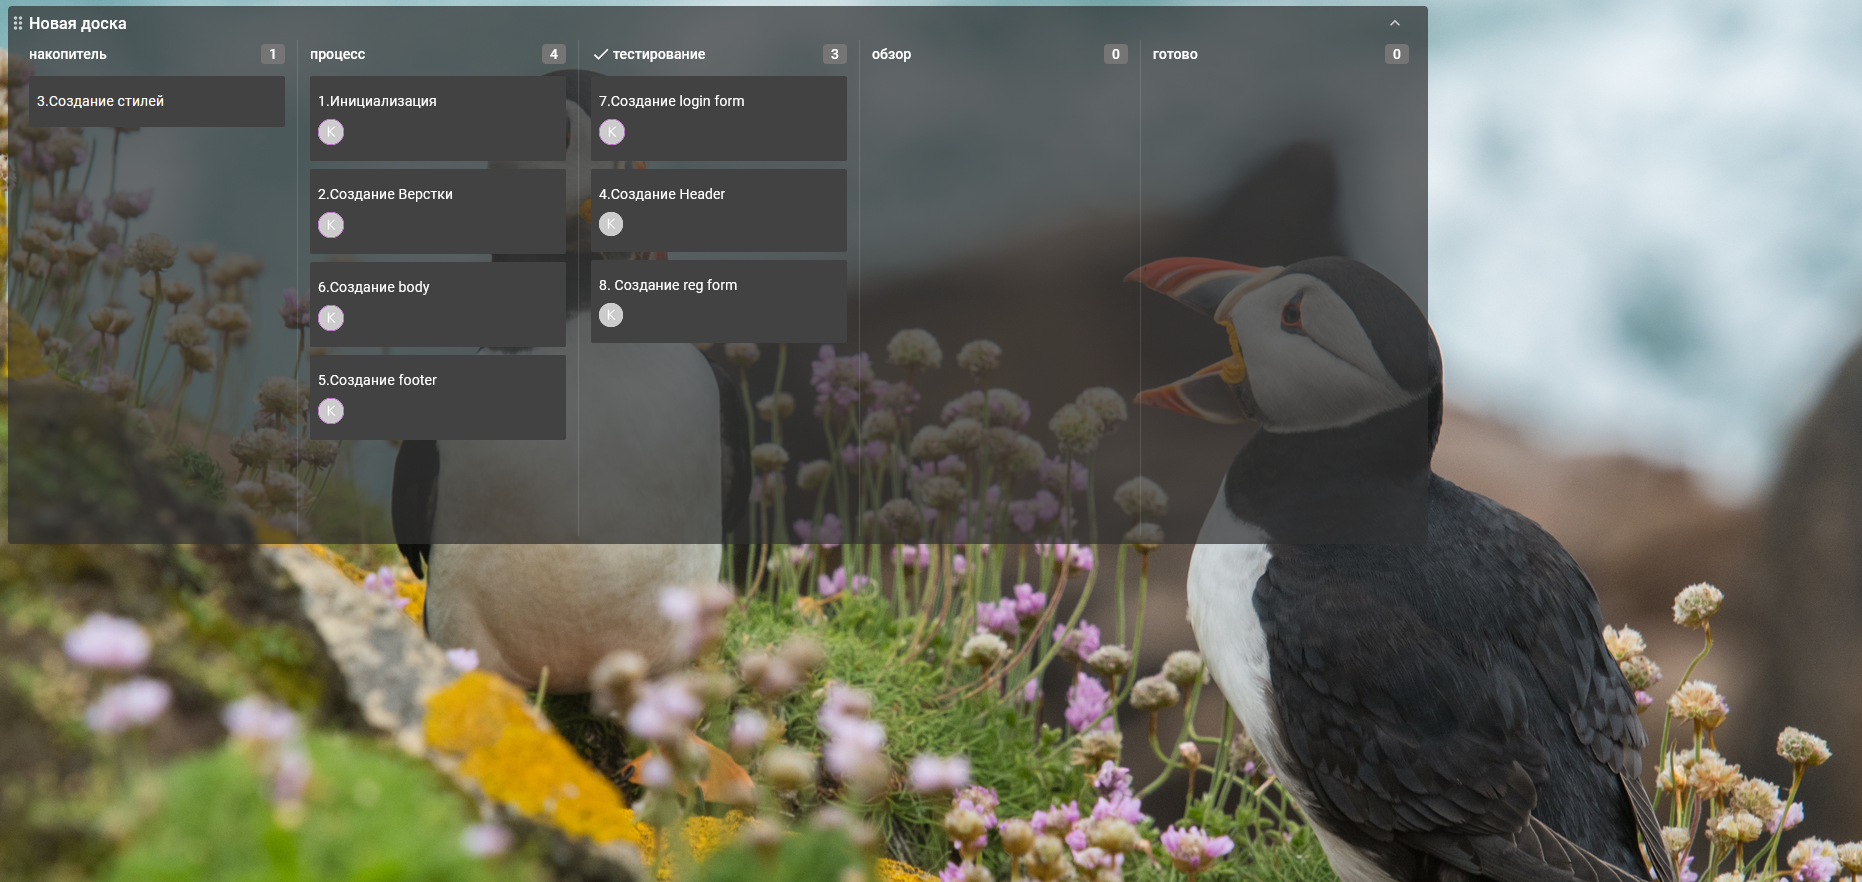 Новая доска
накопитель 1
3.Создание стилей
процесс 4
1.Инициализация
K
2.Создание Верстки
K
6.Создание body
K
5.Создание footer
K
тестирование 3
7.Создание login form
K
4.Создание Header
K
8. Создание reg form
K
обзор 0
готово 0